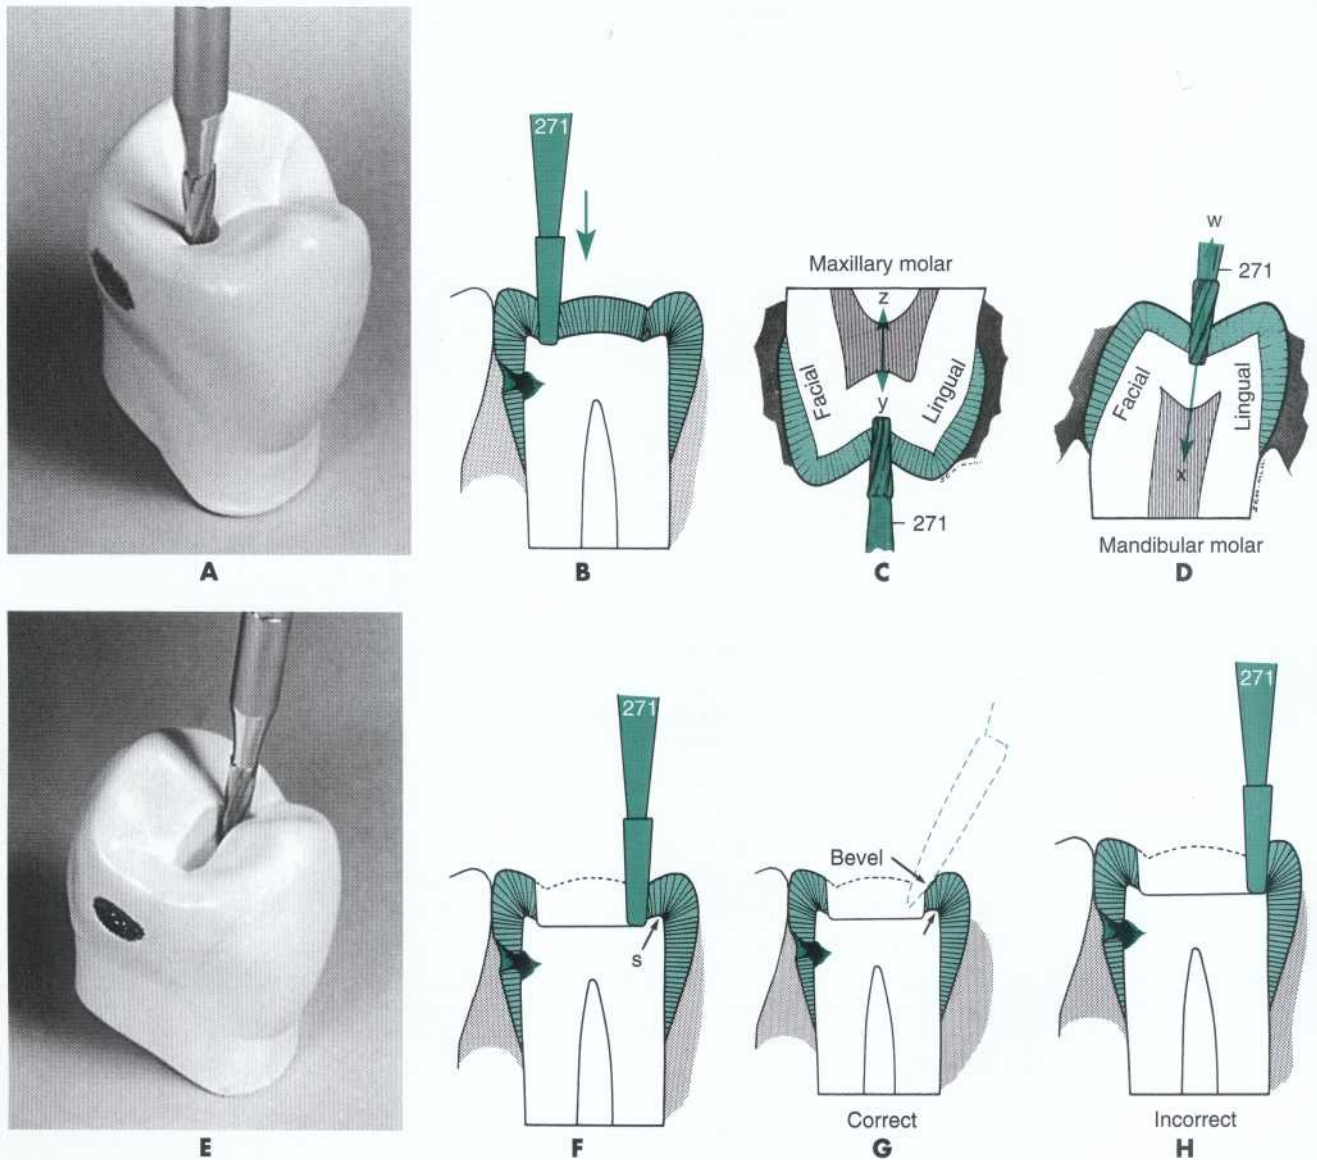 271
Maxillary molar
z
Facial
Lingual
y
271
w
271
Facial
Lingual
x
Mandibular molar
A
B
C
D
271
s
Bevel
271
Correct
Incorrect
E
F
G
H